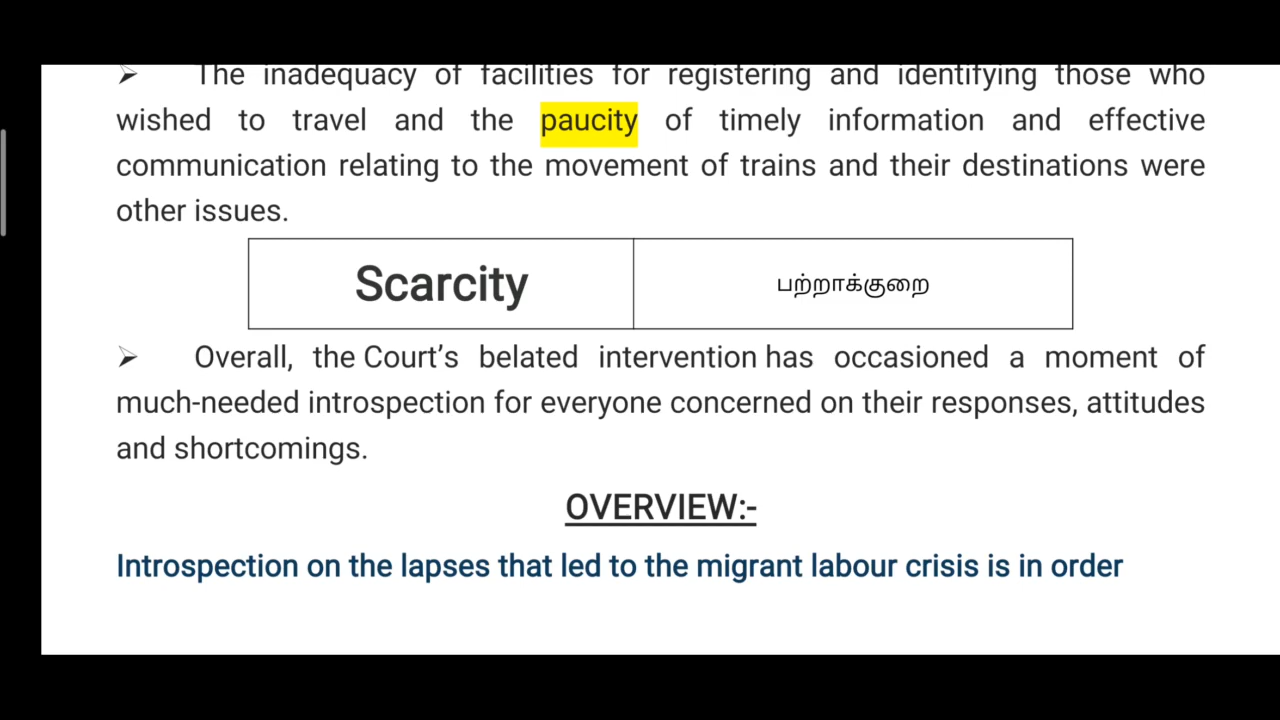 ➢ The inadequacy of facilities for registering and identifying those who
wished to travel and the paucity of timely information and effective
communication relating to the movement of trains and their destinations were
other issues.
Scarcity பற்றாக்குறை
➢ Overall, the Court’s belated intervention has occasioned a moment of
much-needed introspection for everyone concerned on their responses, attitudes
and shortcomings.
OVERVIEW:-
Introspection on the lapses that led to the migrant labour crisis is in order